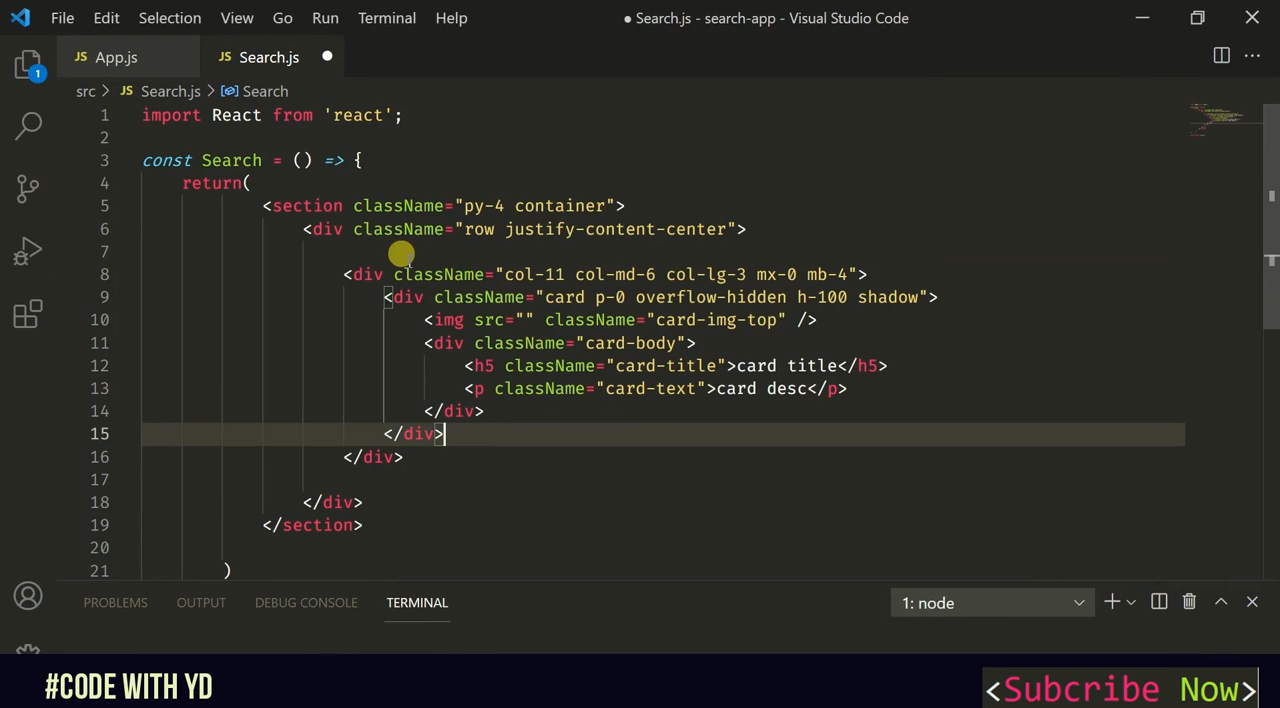 File Edit Selection View Go Run Terminal Help ● Search.js - search-app - Visual Studio Code
JS App.js JS Search.js
1
src > JS Search.js > Search
1 import React from 'react';
2
3 const Search = () => {
4 return(
5 <section className="py-4 container">
6 <div className="row justify-content-center">
7
8 <div className="col-11 col-md-6 col-lg-3 mx-0 mb-4">
9 <div className="card p-0 overflow-hidden h-100 shadow">
10 <img src="" className="card-img-top" />
11 <div className="card-body">
12 <h5 className="card-title">card title</h5>
13 <p className="card-text">card desc</p>
14 </div>
15 </div>
16 </div>
17
18 </div>
19 </section>
20
21 )
PROBLEMS OUTPUT DEBUG CONSOLE TERMINAL 1: node
#CODE WITH YD
<Subcribe Now>